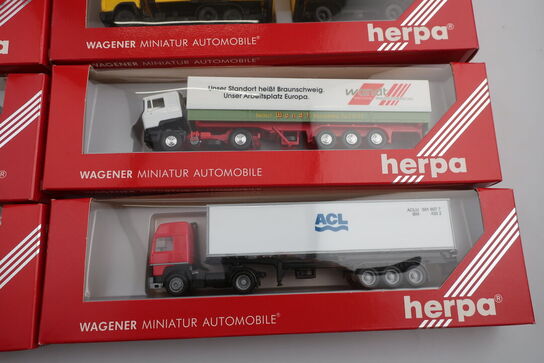 WAGENER MINIATUR AUTOMOBILE®
herpa®
Unser Standort heißt Braunschweig.
Unser Arbeitsplatz Europa.
wandt
WAGENER MINIATUR AUTOMOBILE
herpa®
ACL
WAGENER MINIATUR AUTOMOBILE®
herpa®